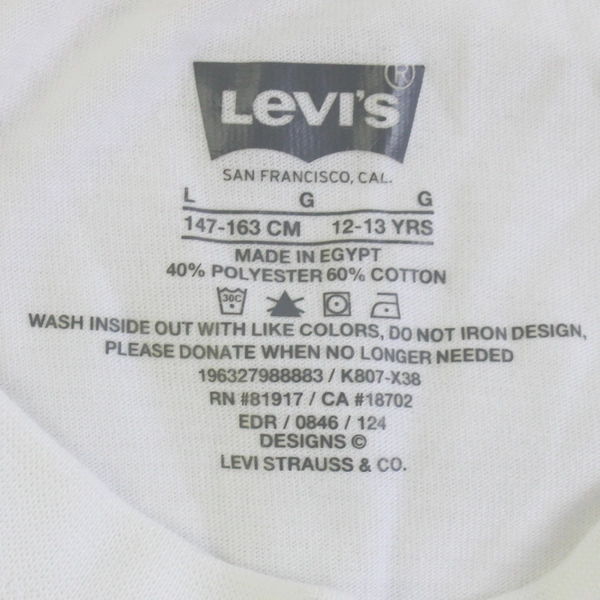 LEVI'S ®
SAN FRANCISCO, CAL.
L G G
147-163 CM 12-13 YRS
MADE IN EGYPT
40% POLYESTER 60% COTTON
30C
WASH INSIDE OUT WITH LIKE COLORS, DO NOT IRON DESIGN,
PLEASE DONATE WHEN NO LONGER NEEDED
196327988883 / K807-X38
RN #81917 / CA #18702
EDR / 0846 / 124
DESIGNS ©
LEVI STRAUSS & CO.